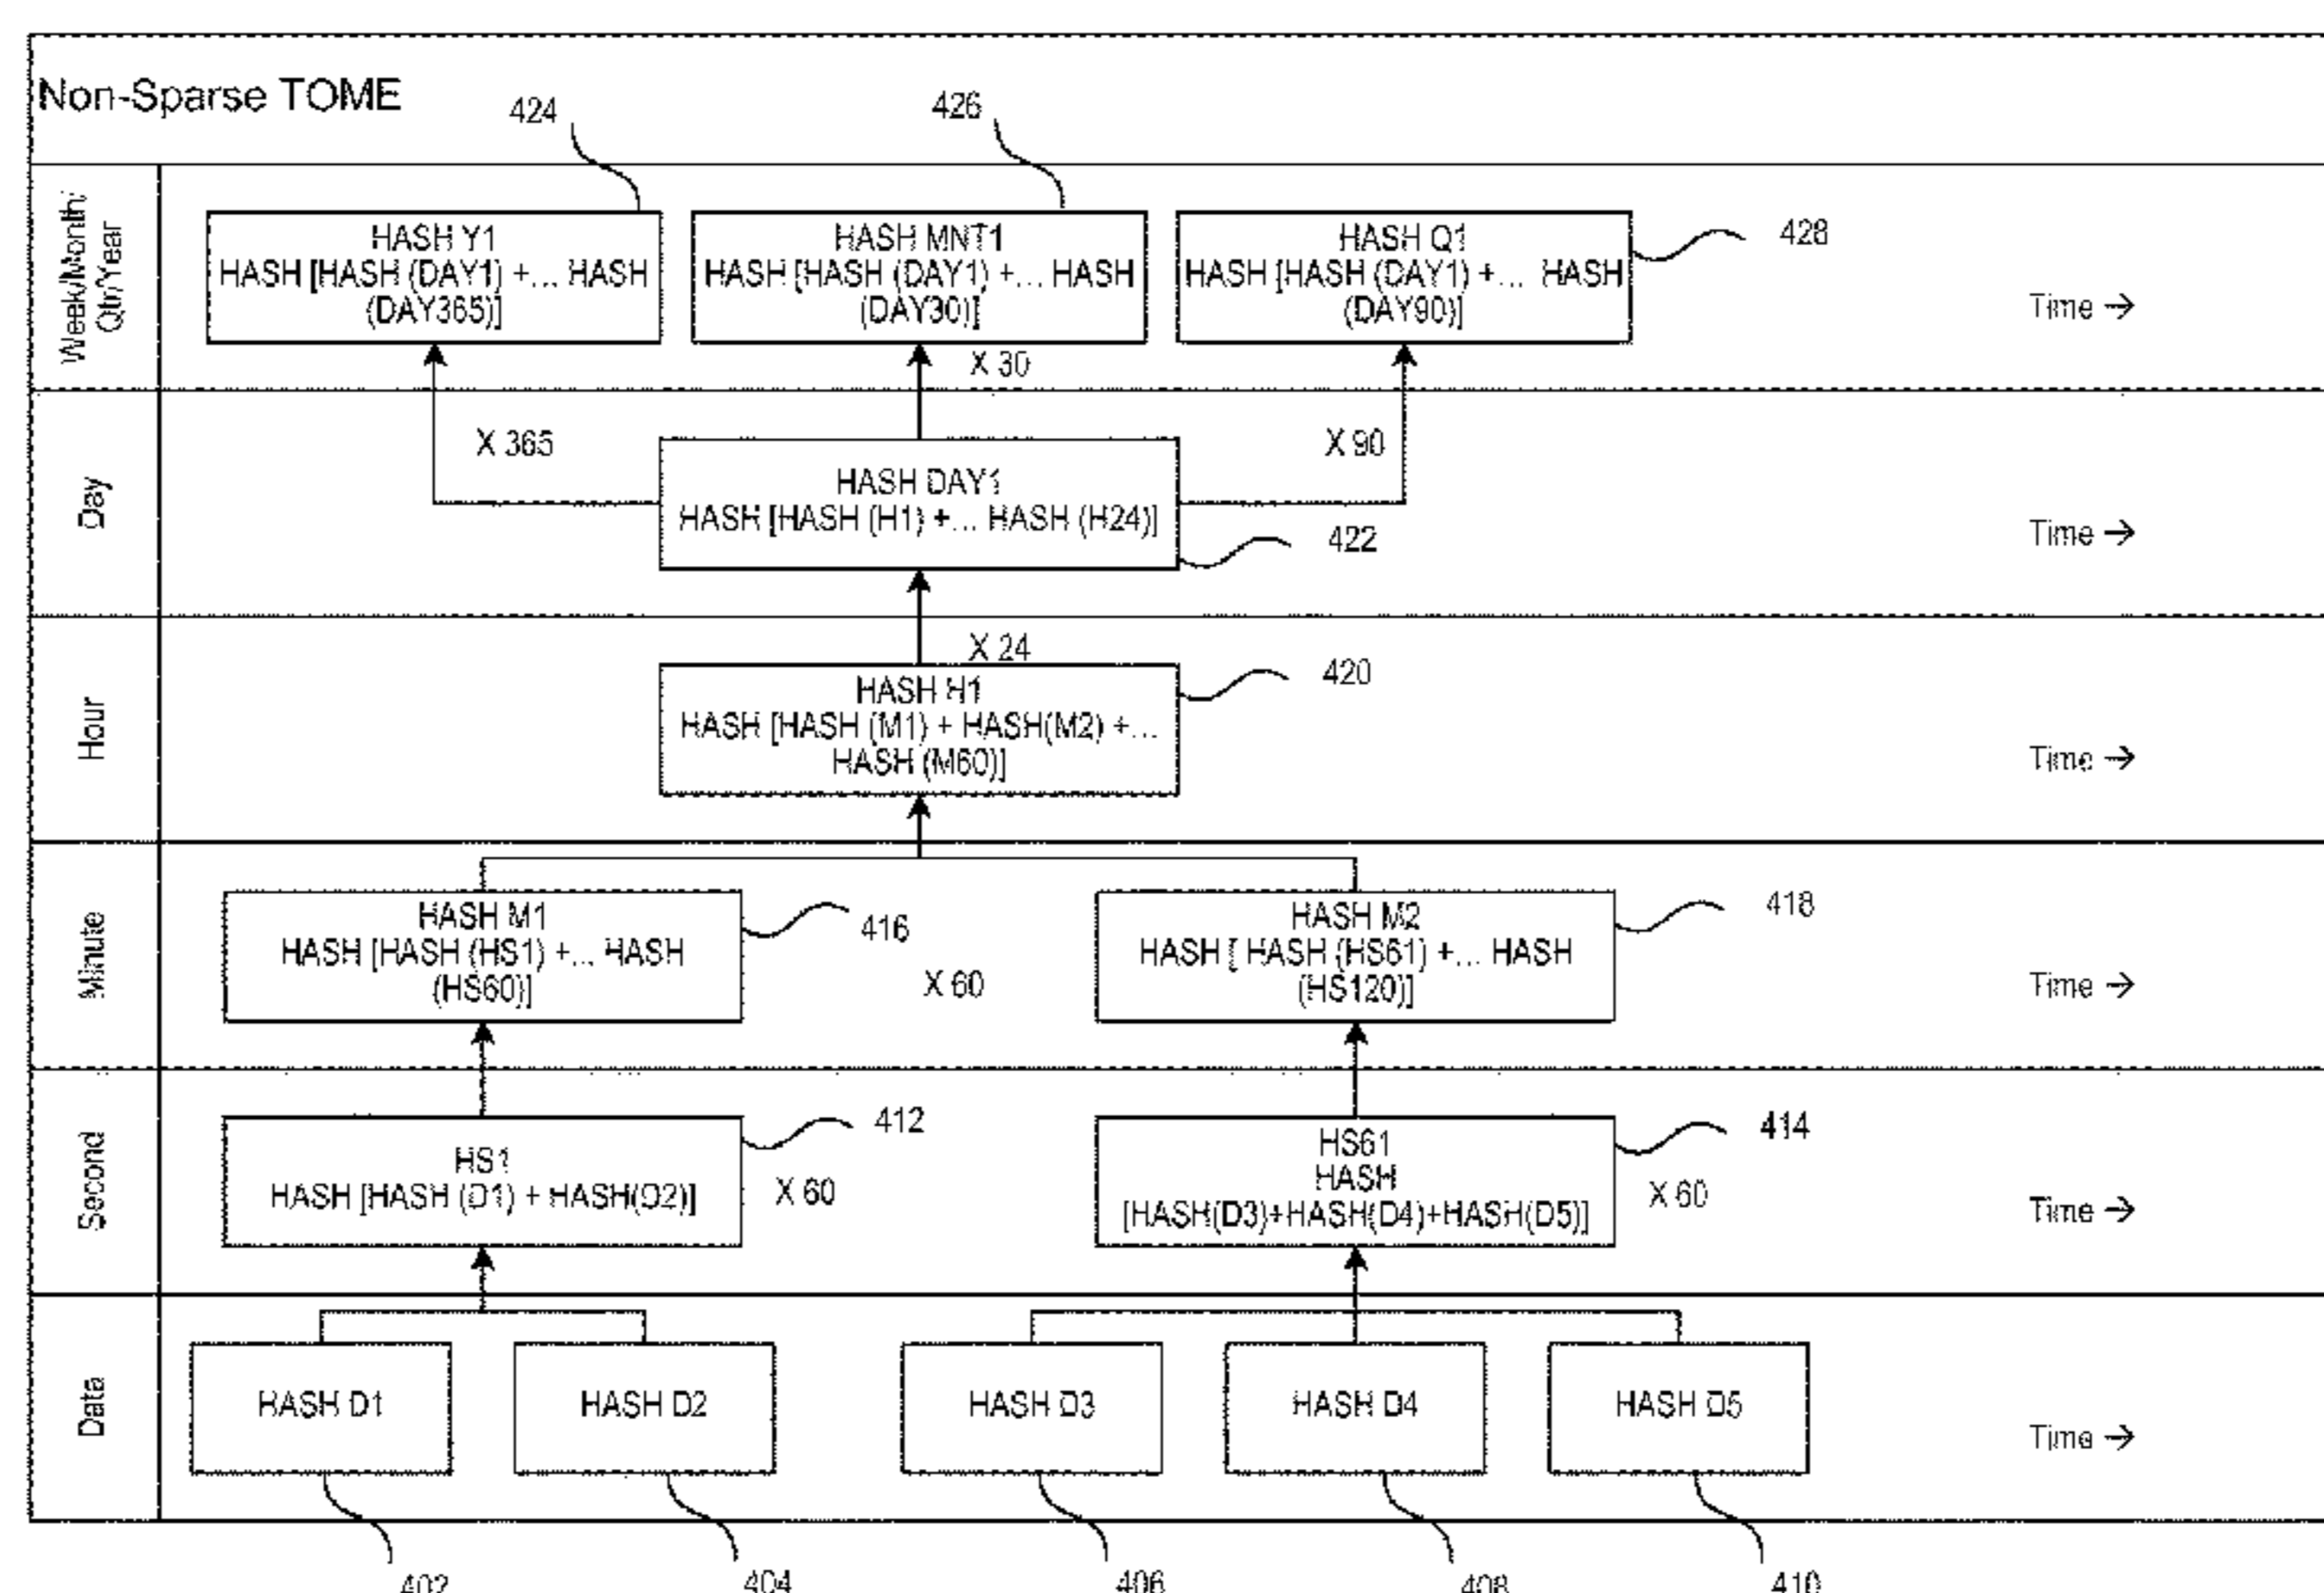 Non-Sparse TOME
424
426
Week/Month/
Qtr/Year
HASH Y1
HASH [HASH (DAY1) +... HASH
(DAY365)]
HASH MNT1
HASH [HASH (DAY1) +... HASH
(DAY30)]
HASH Q1
HASH [HASH (DAY1) +... HASH
(DAY90)]
428
Time →
X 30
Day
X 365
HASH DAY1
HASH [HASH (H1) +... HASH (H24)]
X 90
422
Time →
Hour
X 24
HASH H1
HASH [HASH (M1) + HASH(M2) +...
HASH (M60)]
420
Time →
Minute
HASH M1
HASH [HASH (HS1) +... HASH
(HS60)]
416
X 60
HASH M2
HASH [ HASH (HS61) +... HASH
(HS120)]
418
Time →
Second
HS1
HASH [HASH (D1) + HASH(D2)]
412
X 60
HS61
HASH
[HASH(D3)+HASH(D4)+HASH(D5)]
414
X 60
Time →
Data
HASH D1
HASH D2
HASH D3
HASH D4
HASH D5
Time →
402
404
406
408
410